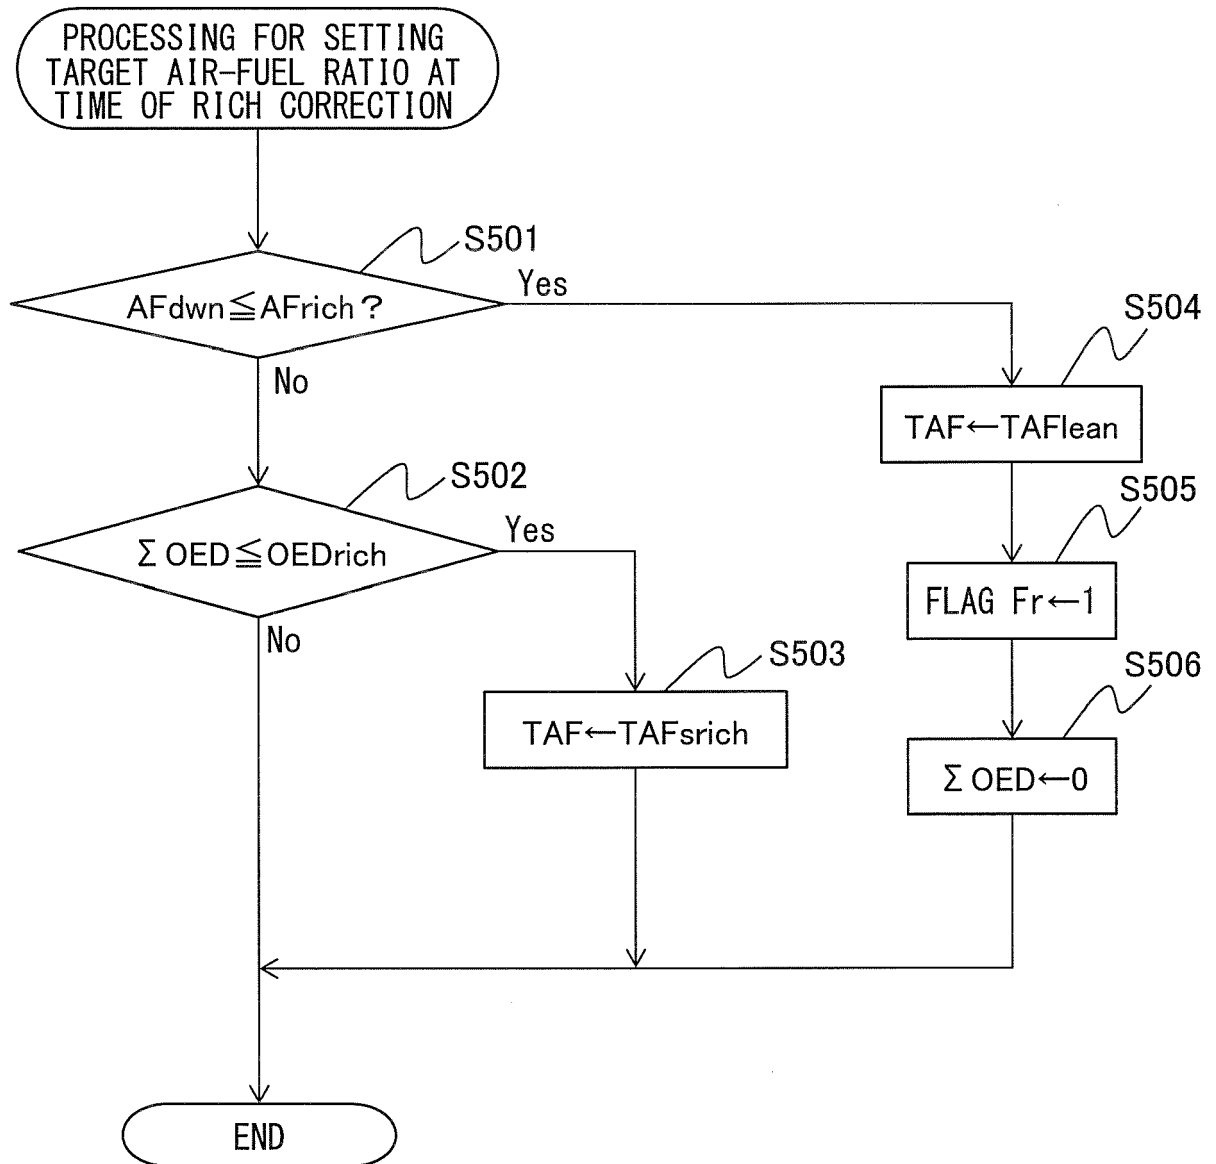 PROCESSING FOR SETTING
TARGET AIR-FUEL RATIO AT
TIME OF RICH CORRECTION
S501
AFdwn≦AFrich?
Yes
No
S504
TAF←TAFlean
S502
ΣOED≦OEDrich
Yes
No
S505
FLAG Fr←1
S503
TAF←TAFsrich
S506
ΣOED←0
END